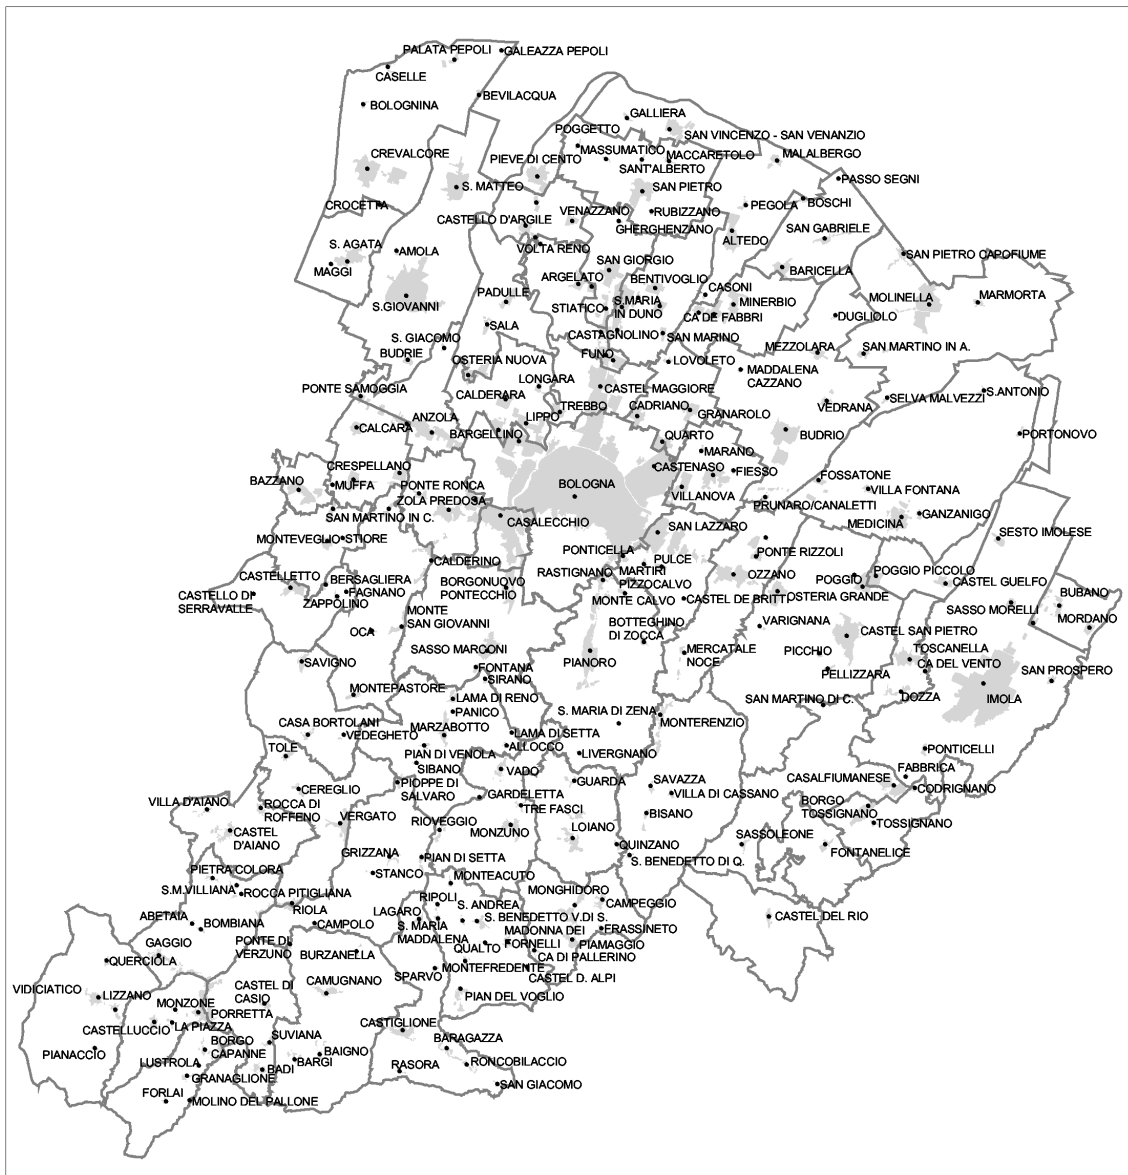 PALATA PEPOLI
GALEAZZA PEPOLI
CASELLE
BEVILACQUA
BOLOGNINA
GALLIERA
POGGETTO
SAN VINCENZO - SAN VENANZIO
CREVALCORE
PIEVE DI CENTO
MASSUMATICO
MACCARETOLO
MALALBERGO
SANT'ALBERTO
S. MATTEO
SAN PIETRO
PASSO SEGNI
CROCETTA
CASTELLO D'ARGILE
VENAZZANO
RUBIZZANO
PEGOLA
BOSCHI
GHERGHENZANO
SAN GABRIELE
S. AGATA
AMOLA
VOLTA RENO
ALTEDO
MAGGI
SAN GIORGIO
SAN PIETRO CAPOFIUME
ARGELATO
BENTIVOGLIO
BARICELLA
PADULLE
CASONI
S.GIOVANNI
STIATICO
S.MARIA
IN DUNO
MINERBIO
MOLINELLA
MARMORTA
CA DE FABBRI
DUGLIOLO
SALA
CASTAGNOLINO
SAN MARINO
S. GIACOMO
MEZZOLARA
SAN MARTINO IN A.
BUDRIE
OSTERIA NUOVA
FUNO
LOVOLETO
MADDALENA
CAZZANO
PONTE SAMOGGIA
LONGARA
CASTEL MAGGIORE
CALDERARA
S.ANTONIO
SELVA MALVEZZI
TREBBO
CADRIANO
GRANAROLO
VEDRANA
ANZOLA
LIPPO
CALCARA
BARGELLINO
QUARTO
BUDRIO
PORTONOVO
MARANO
CRESPELLANO
CASTENASO
FIESSO
BAZZANO
MUFFA
PONTE RONCA
BOLOGNA
FOSSATONE
ZOLA PREDOSA
VILLANOVA
VILLA FONTANA
PRUNARO/CANALETTI
SAN MARTINO IN C.
CASALECCHIO
SAN LAZZARO
MEDICINA
GANZANIGO
MONTEVEGLIO
STIORE
SESTO IMOLESE
PONTICELLA
PULCE
PONTE RIZZOLI
CALDERINO
RASTIGNANO
MARTIRI
PIZZOCALVO
OZZANO
POGGIO
POGGIO PICCOLO
CASTELLETTO
BERSAGLIERA
BORGONUOVO
PONTECCHIO
CASTEL GUELFO
CASTELLO DI
SERRAVALLE
FAGNANO
ZAPPOLINO
MONTE CALVO
CASTEL DE BRITTI
OSTERIA GRANDE
BUBANO
SASSO MORELLI
MORDANO
MONTE
SAN GIOVANNI
OCA
BOTTEGHINO
DI ZOCCA
VARIGNANA
CASTEL SAN PIETRO
SASSO MARCONI
MERCATALE
NOCE
PICCHIO
TOSCANELLA
CA DEL VENTO
SAVIGNO
FONTANA
PIANORO
PELLIZZARA
SAN PROSPERO
SIRANO
MONTEPASTORE
LAMA DI RENO
SAN MARTINO DI C.
DOZZA
IMOLA
PANICO
S. MARIA DI ZENA
MONTERENZIO
CASA BORTOLANI
VEDEGHETO
MARZABOTTO
LAMA DI SETTA
TOLE
PIAN DI VENOLA
ALLOCCO
LIVERGNANO
PONTICELLI
SIBANO
VADO
FABBRICA
CASALFIUMANESE
PIOPPE DI
SALVARO
GUARDA
SAVAZZA
CODRIGNANO
CEREGLIO
GARDELETTA
VILLA DI CASSANO
VILLA D'AIANO
ROCCA DI
ROFFENO
TRE FASCI
BORGO
TOSSIGNANO
VERGATO
RIOVEGGIO
BISANO
TOSSIGNANO
CASTEL
D'AIANO
MONZUNO
LOIANO
SASSOLEONE
QUINZANO
FONTANELICE
GRIZZANA
PIAN DI SETTA
S. BENEDETTO DI Q.
PIETRA COLORA
STANCO
MONTEACUTO
S.M.VILLIANA
ROCCA PITIGLIANA
RIPOLI
MONGHIDORO
CAMPEGGIO
S. ANDREA
ABETAIA
RIOLA
LAGARO
CASTEL DEL RIO
BOMBIANA
CAMPOLO
S. MARIA
MADDALENA
S. BENEDETTO V.DI S.
FRASSINETO
MADONNA DEI
FORNELLI
GAGGIO
PONTE DI
VERZUNO
BURZANELLA
QUALTO
PIAMAGGIO
CA DI PALLERINO
QUERCIOLA
SPARVO
MONTEFREDENTE
CASTEL D. ALPI
VIDICIATICO
LIZZANO
CASTEL DI
CASIO
CAMUGNANO
PIAN DEL VOGLIO
MONZONE
PORRETTA
CASTELLUCCIO
LA PIAZZA
CASTIGLIONE
BORGO
CAPANNE
SUVIANA
BARAGAZZA
PIANACCIO
BAIGNO
LUSTROLA
BARGI
RASORA
RONCOBILACCIO
BADI
GRANAGLIONE
SAN GIACOMO
FORLAI
MOLINO DEL PALLONE